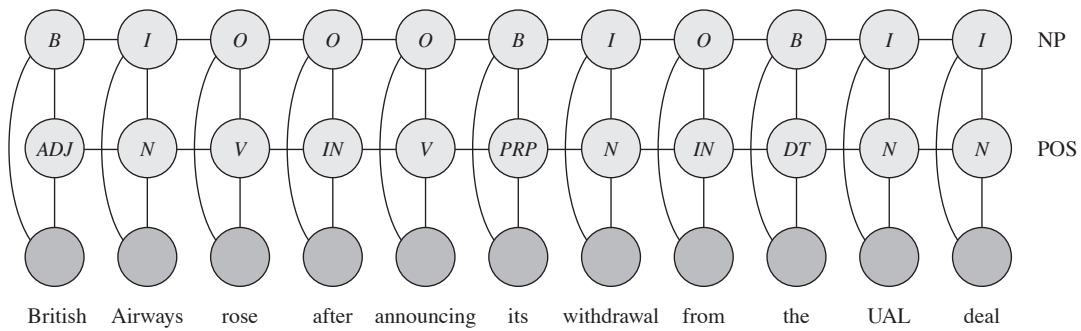 B I O O O B I O B I I NP
ADJ N V IN V PRP N IN DT N N POS
British Airways rose after announcing its withdrawal from the UAL deal